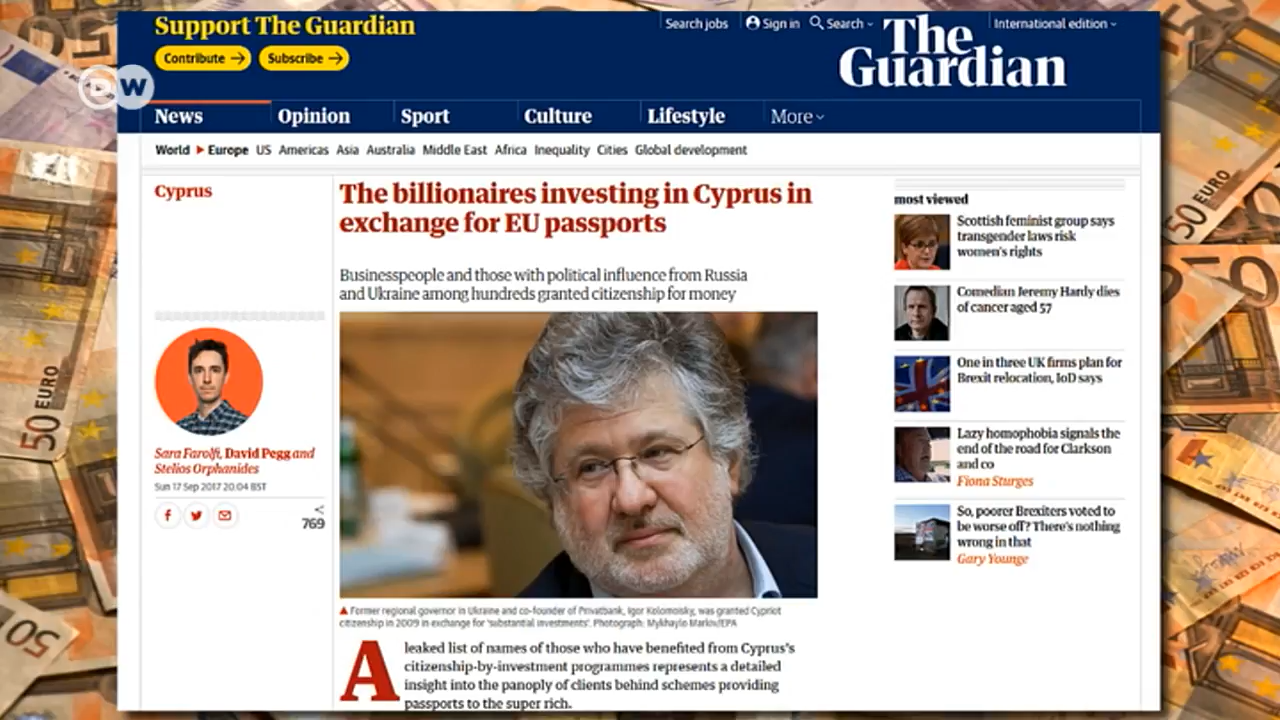 Support The Guardian
Contribute
Subscribe
Search jobs
Sign in
Search
International edition
The
Guardian
DW
News
Opinion
Sport
Culture
Lifestyle
More
World
Europe
US
Americas
Asia
Australia
Middle East
Africa
Inequality
Cities
Global development
Cyprus
The billionaires investing in Cyprus in
exchange for EU passports
Businesspeople and those with political influence from Russia
and Ukraine among hundreds granted citizenship for money
Sara Farolfi, David Pegg and
Stelios Orphanides
Sun 17 Sep 2017 20.04 BST
769
Former regional governor in Ukraine and co-founder of Privatbank, Igor Kolomoisky, was granted Cypriot
citizenship in 2009 in exchange for 'substantial investments'. Photograph: Mykhaylo Markiv/EPA
A leaked list of names of those who have benefited from Cyprus's
citizenship-by-investment programmes represents a detailed
insight into the panoply of clients behind schemes providing
passports to the super rich.
most viewed
Scottish feminist group says
transgender laws risk
women's rights
Comedian Jeremy Hardy dies
of cancer aged 57
One in three UK firms plan for
Brexit relocation, IoD says
Lazy homophobia signals the
end of the road for Clarkson
and co
Fiona Sturges
So, poorer Brexiters voted to
be worse off? There's nothing
wrong in that
Gary Younge
50 EURO
50 EURO
50
50